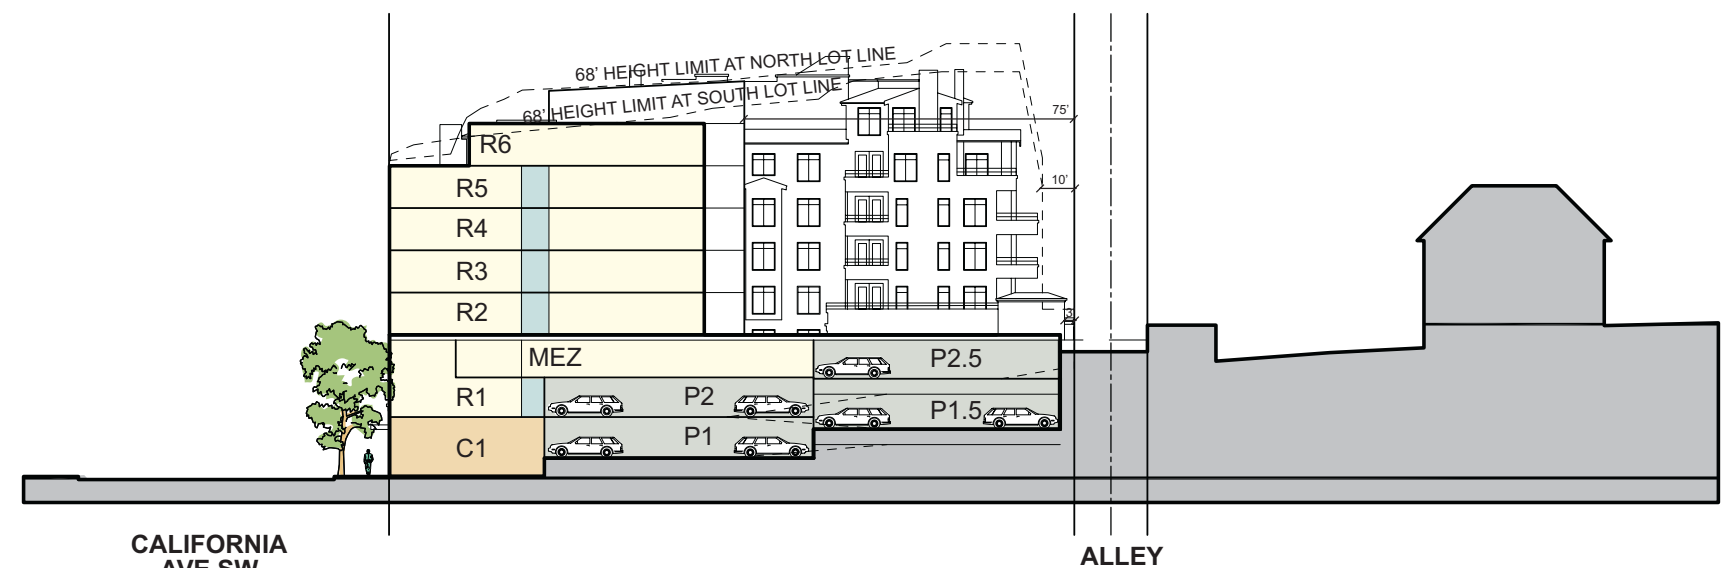 68' HEIGHT LIMIT AT NORTH LOT LINE
68' HEIGHT LIMIT AT SOUTH LOT LINE
75'
R6
10'
R5
R4
R3
R2
3'
MEZ
P2.5
R1
P2
P1.5
P1
C1
CALIFORNIA
AVE SW
ALLEY